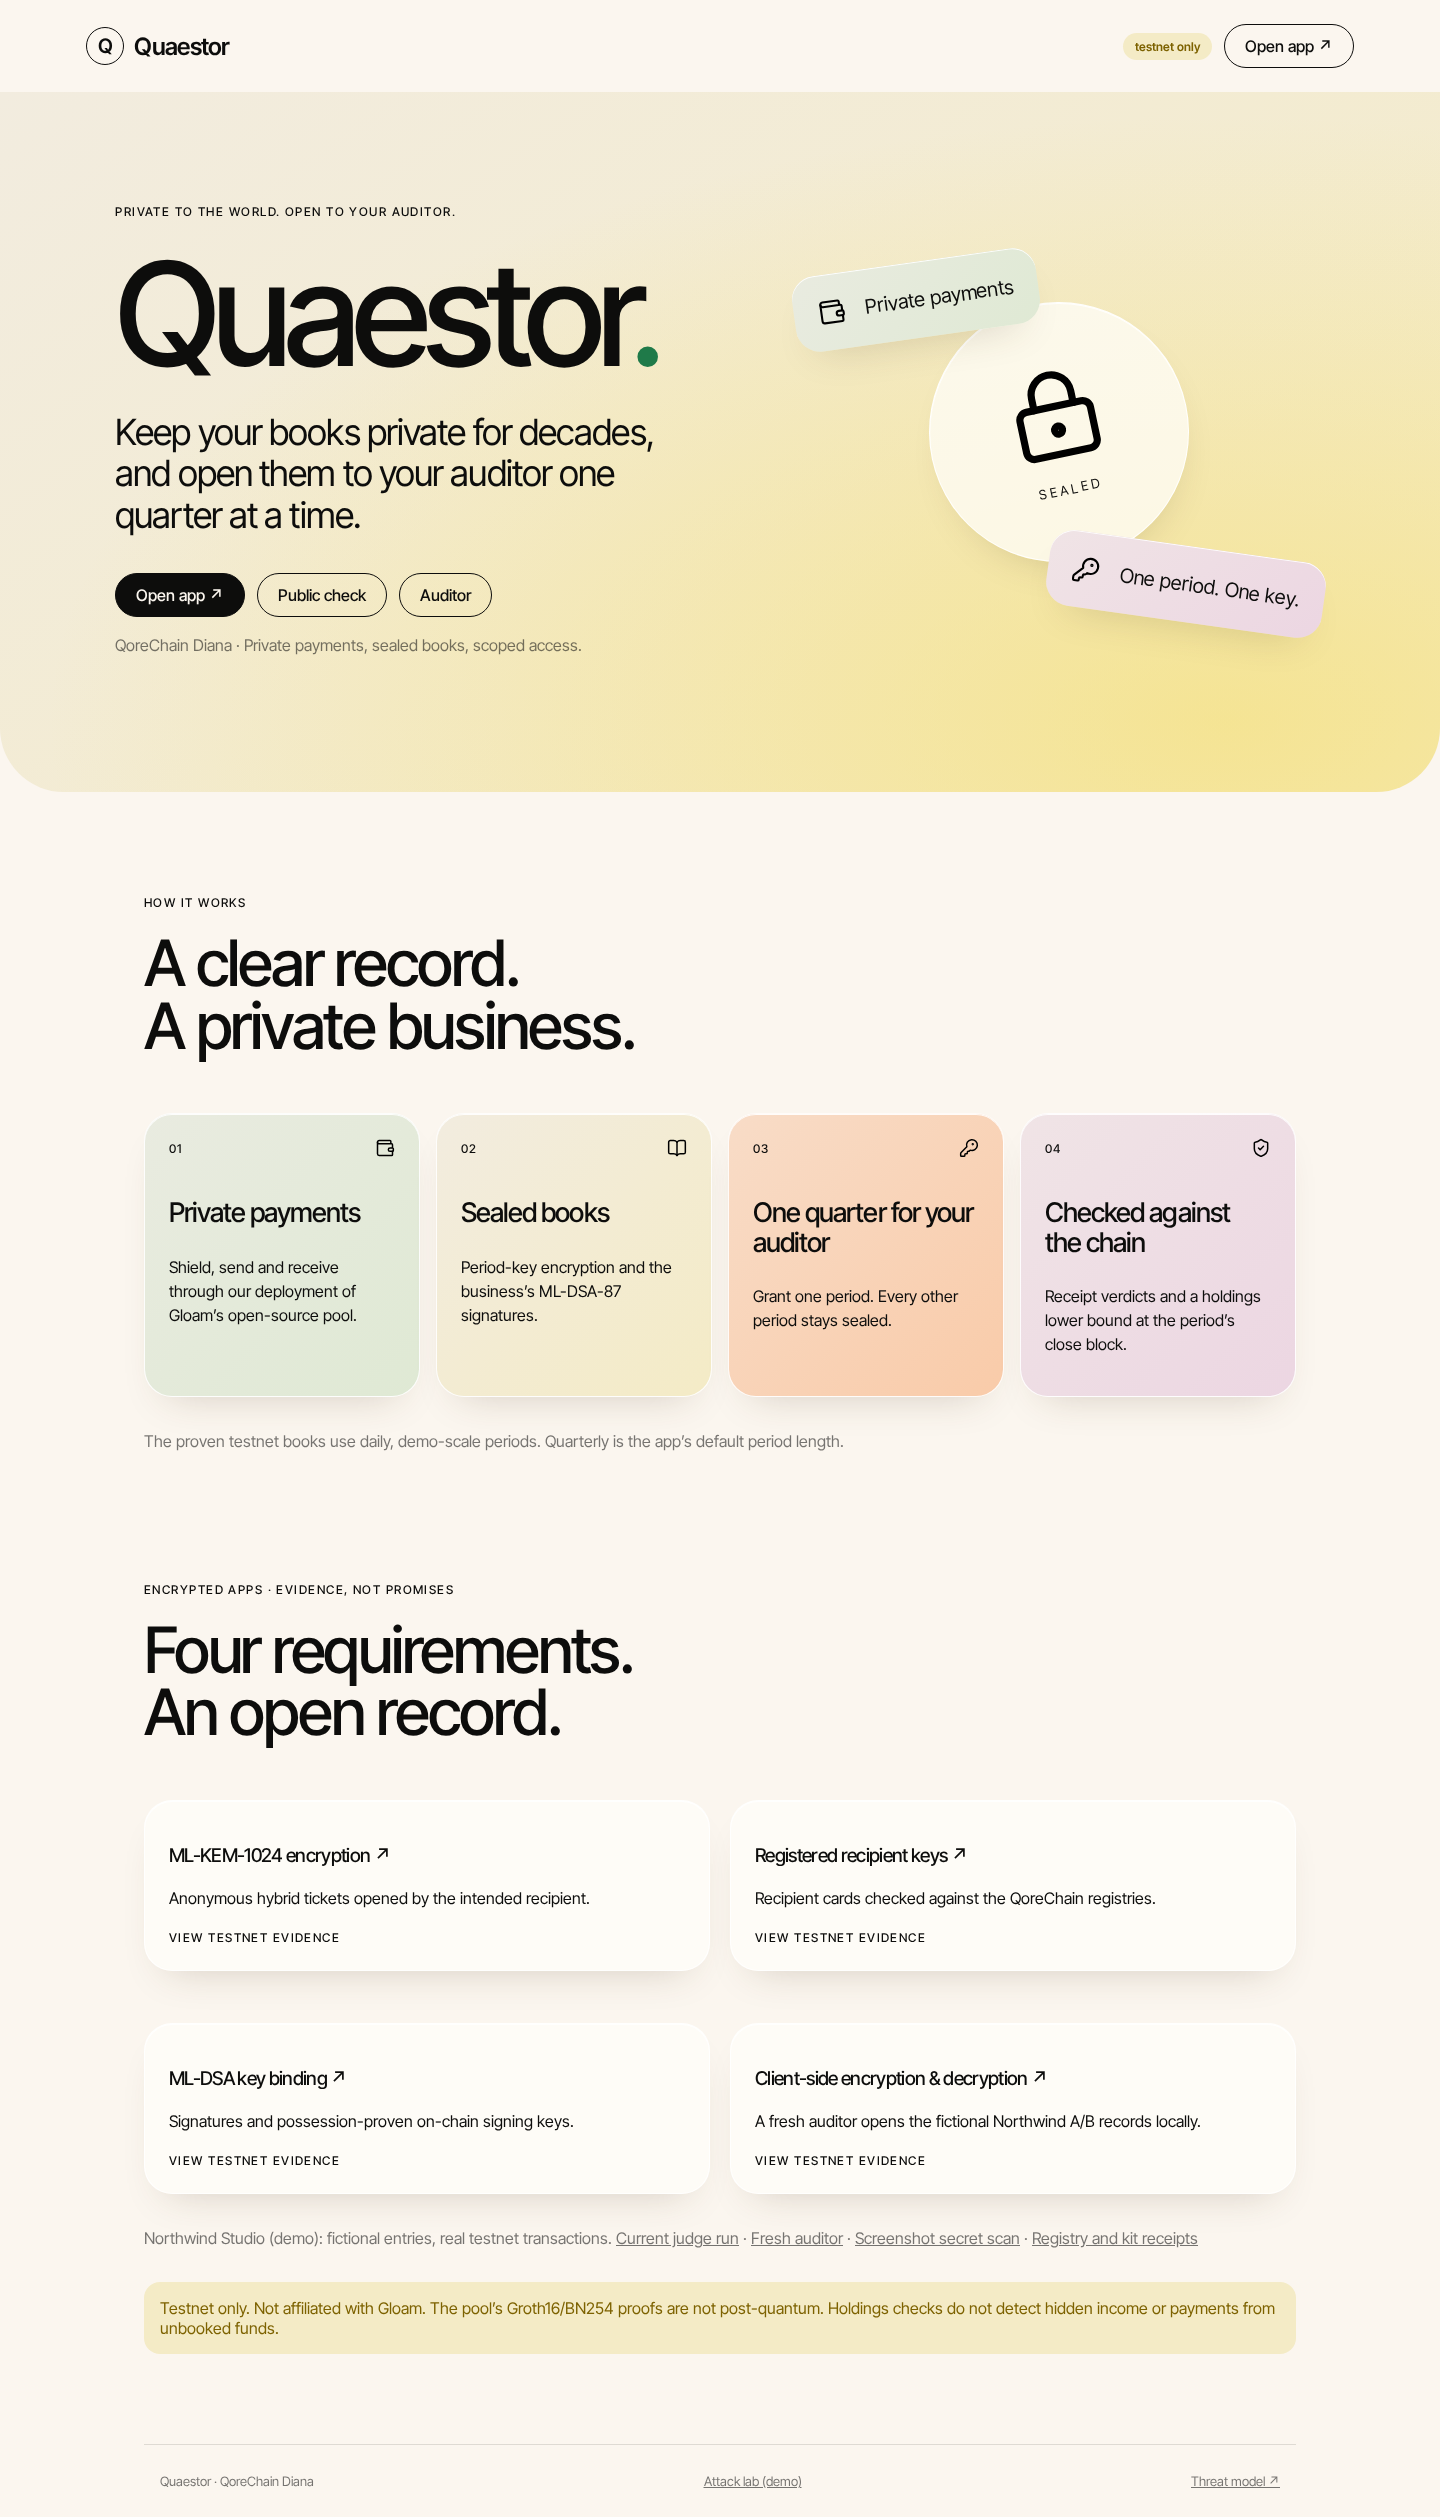 Q Quaestor
testnet only
Open app ↗
PRIVATE TO THE WORLD. OPEN TO YOUR AUDITOR.
Quaestor.
Keep your books private for decades,
and open them to your auditor one
quarter at a time.
Open app ↗
Public check
Auditor
QoreChain Diana · Private payments, sealed books, scoped access.
Private payments
SEALED
One period. One key.
HOW IT WORKS
A clear record.
A private business.
01
Private payments
Shield, send and receive
through our deployment of
Gloam’s open-source pool.
02
Sealed books
Period-key encryption and the
business’s ML-DSA-87
signatures.
03
One quarter for your
auditor
Grant one period. Every other
period stays sealed.
04
Checked against
the chain
Receipt verdicts and a holdings
lower bound at the period’s
close block.
The proven testnet books use daily, demo-scale periods. Quarterly is the app’s default period length.
ENCRYPTED APPS · EVIDENCE, NOT PROMISES
Four requirements.
An open record.
ML-KEM-1024 encryption ↗
Anonymous hybrid tickets opened by the intended recipient.
VIEW TESTNET EVIDENCE
Registered recipient keys ↗
Recipient cards checked against the QoreChain registries.
VIEW TESTNET EVIDENCE
ML-DSA key binding ↗
Signatures and possession-proven on-chain signing keys.
VIEW TESTNET EVIDENCE
Client-side encryption & decryption ↗
A fresh auditor opens the fictional Northwind A/B records locally.
VIEW TESTNET EVIDENCE
Northwind Studio (demo): fictional entries, real testnet transactions. Current judge run · Fresh auditor · Screenshot secret scan · Registry and kit receipts
Testnet only. Not affiliated with Gloam. The pool’s Groth16/BN254 proofs are not post-quantum. Holdings checks do not detect hidden income or payments from
unbooked funds.
Quaestor · QoreChain Diana
Attack lab (demo)
Threat model ↗